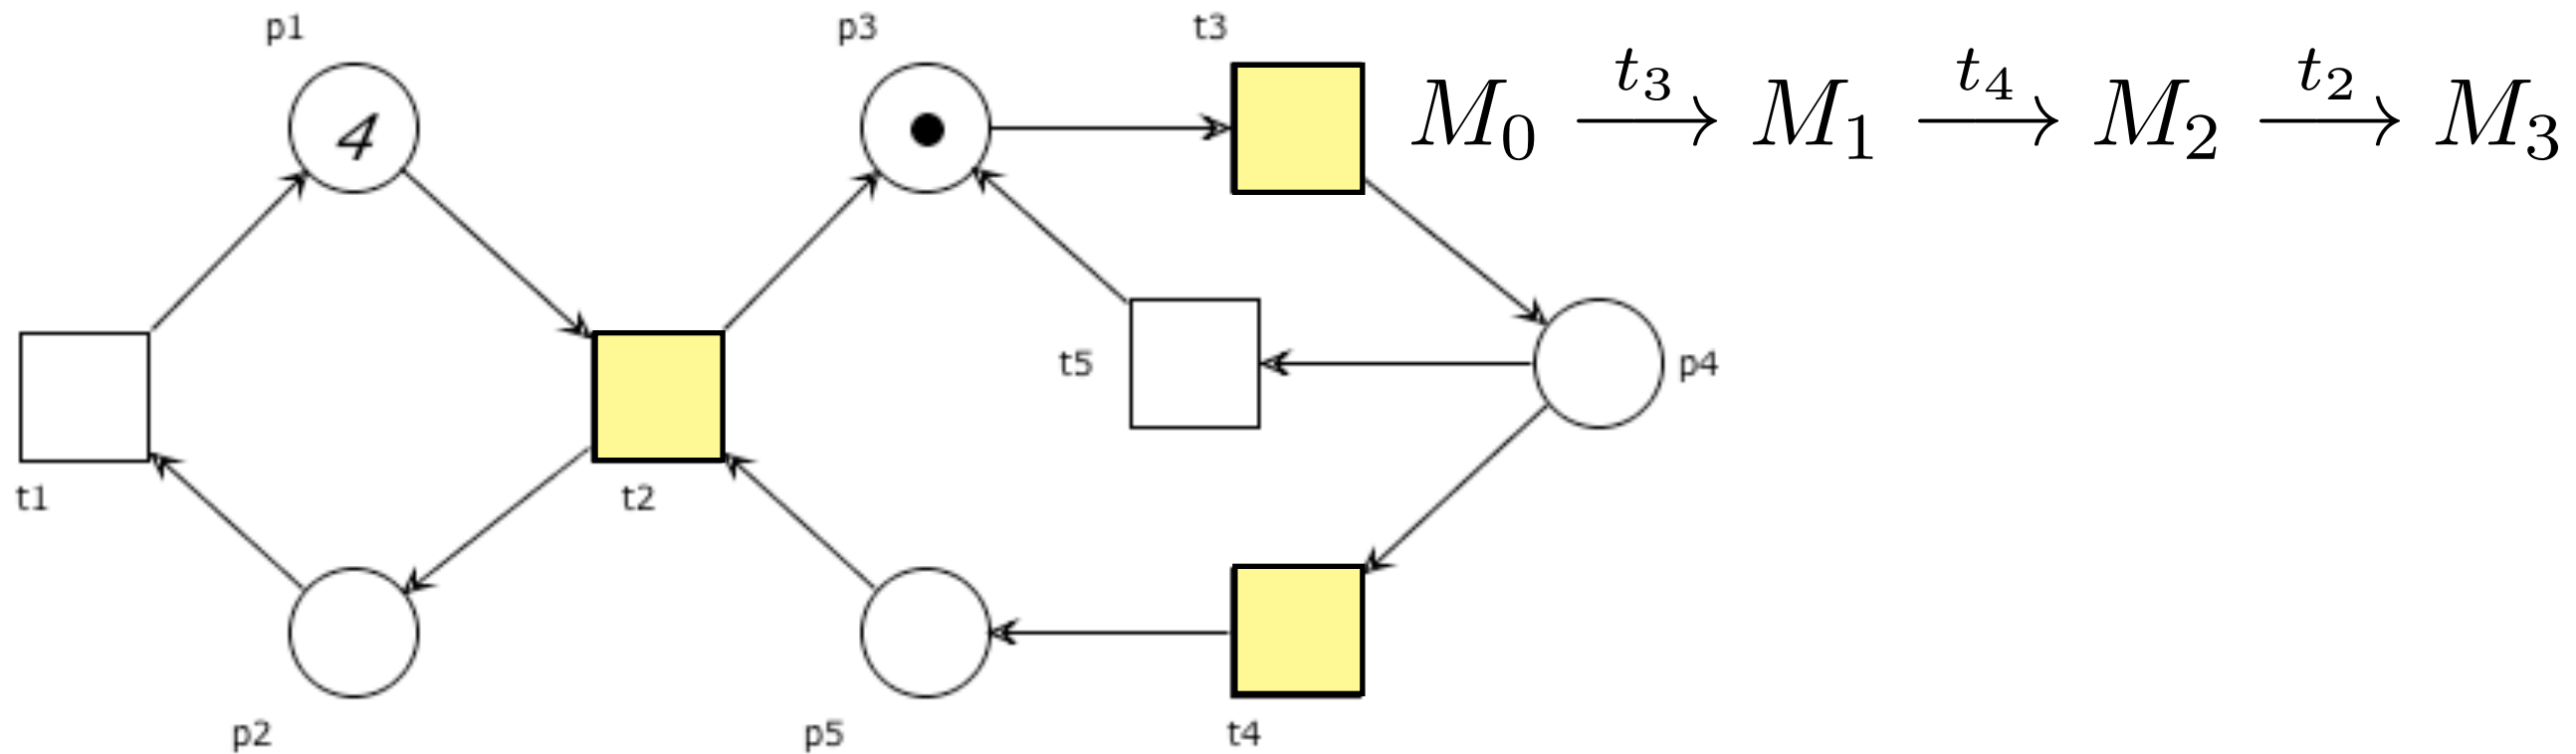 p1
p3
t3
4
M₀ —t₃→ M₁ —t₄→ M₂ —t₂→ M₃
t5
p4
t1
t2
p2
p5
t4